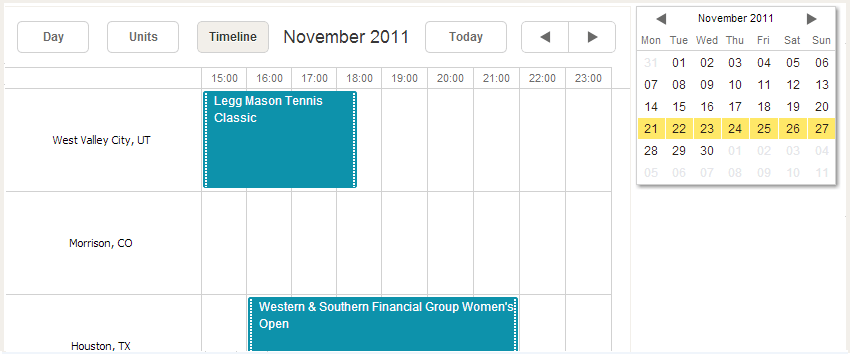 Day Units Timeline November 2011 Today
15:00 16:00 17:00 18:00 19:00 20:00 21:00 22:00 23:00
West Valley City, UT
Legg Mason Tennis
Classic
Morrison, CO
Houston, TX
Western & Southern Financial Group Women's
Open
November 2011
Mon Tue Wed Thu Fri Sat Sun
31 01 02 03 04 05 06
07 08 09 10 11 12 13
14 15 16 17 18 19 20
21 22 23 24 25 26 27
28 29 30 01 02 03 04
05 06 07 08 09 10 11